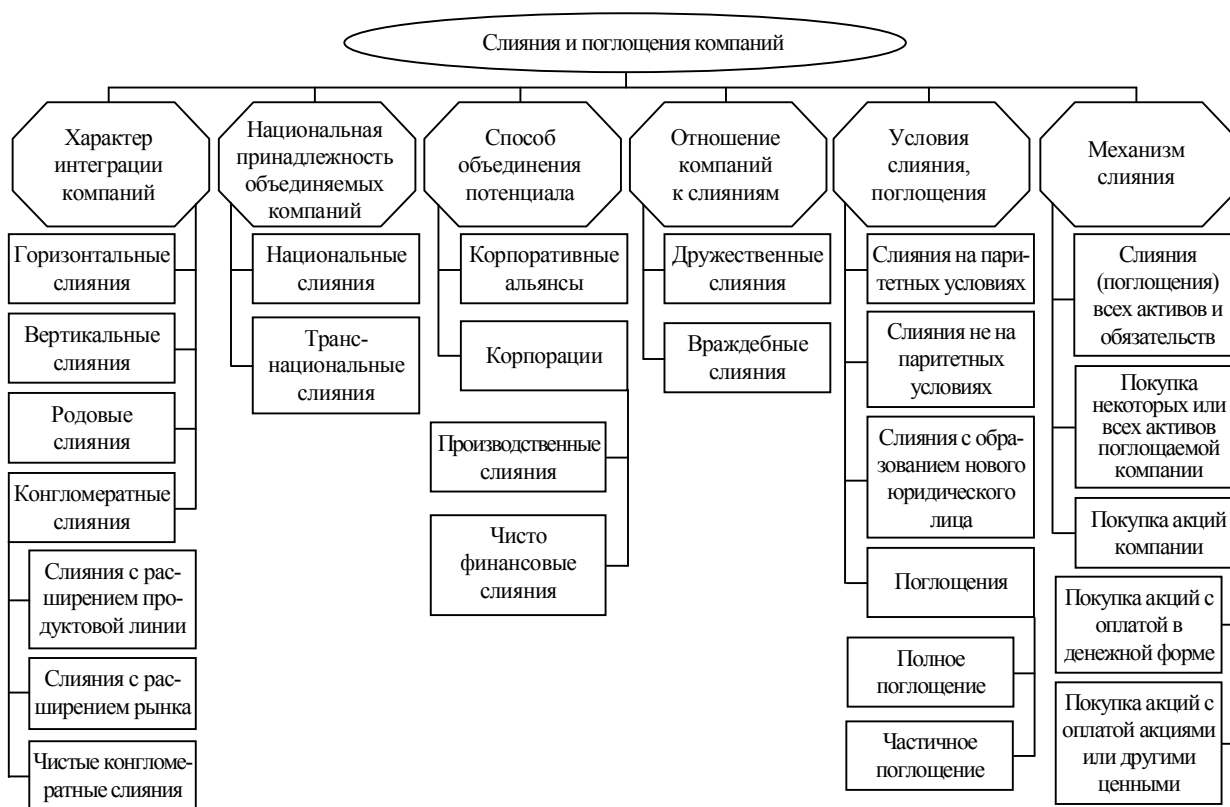 Слияния и поглощения компаний
Характер
интеграции
компаний
Горизонтальные
слияния
Вертикальные
слияния
Родовые
слияния
Конгломератные
слияния
Слияния с рас-
ширением про-
дуктовой линии
Слияния с рас-
ширением рынка
Чистые конгломе-
ратные слияния
Национальная
принадлежность
объединяемых
компаний
Национальные
слияния
Транс-
национальные
слияния
Способ
объединения
потенциала
Корпоративные
альянсы
Корпорации
Производственные
слияния
Чисто
финансовые
слияния
Отношение
компаний
к слияниям
Дружественные
слияния
Враждебные
слияния
Условия
слияния,
поглощения
Слияния на пари-
тетных условиях
Слияния не на
паритетных
условиях
Слияния с обра-
зованием нового
юридического
лица
Поглощения
Полное
поглощение
Частичное
поглощение
Механизм
слияния
Слияния
(поглощения)
всех активов и
обязательств
Покупка
некоторых или
всех активов
поглощаемой
компании
Покупка акций
компании
Покупка акций с
оплатой в
денежной форме
Покупка акций с
оплатой акциями
или другими
ценными